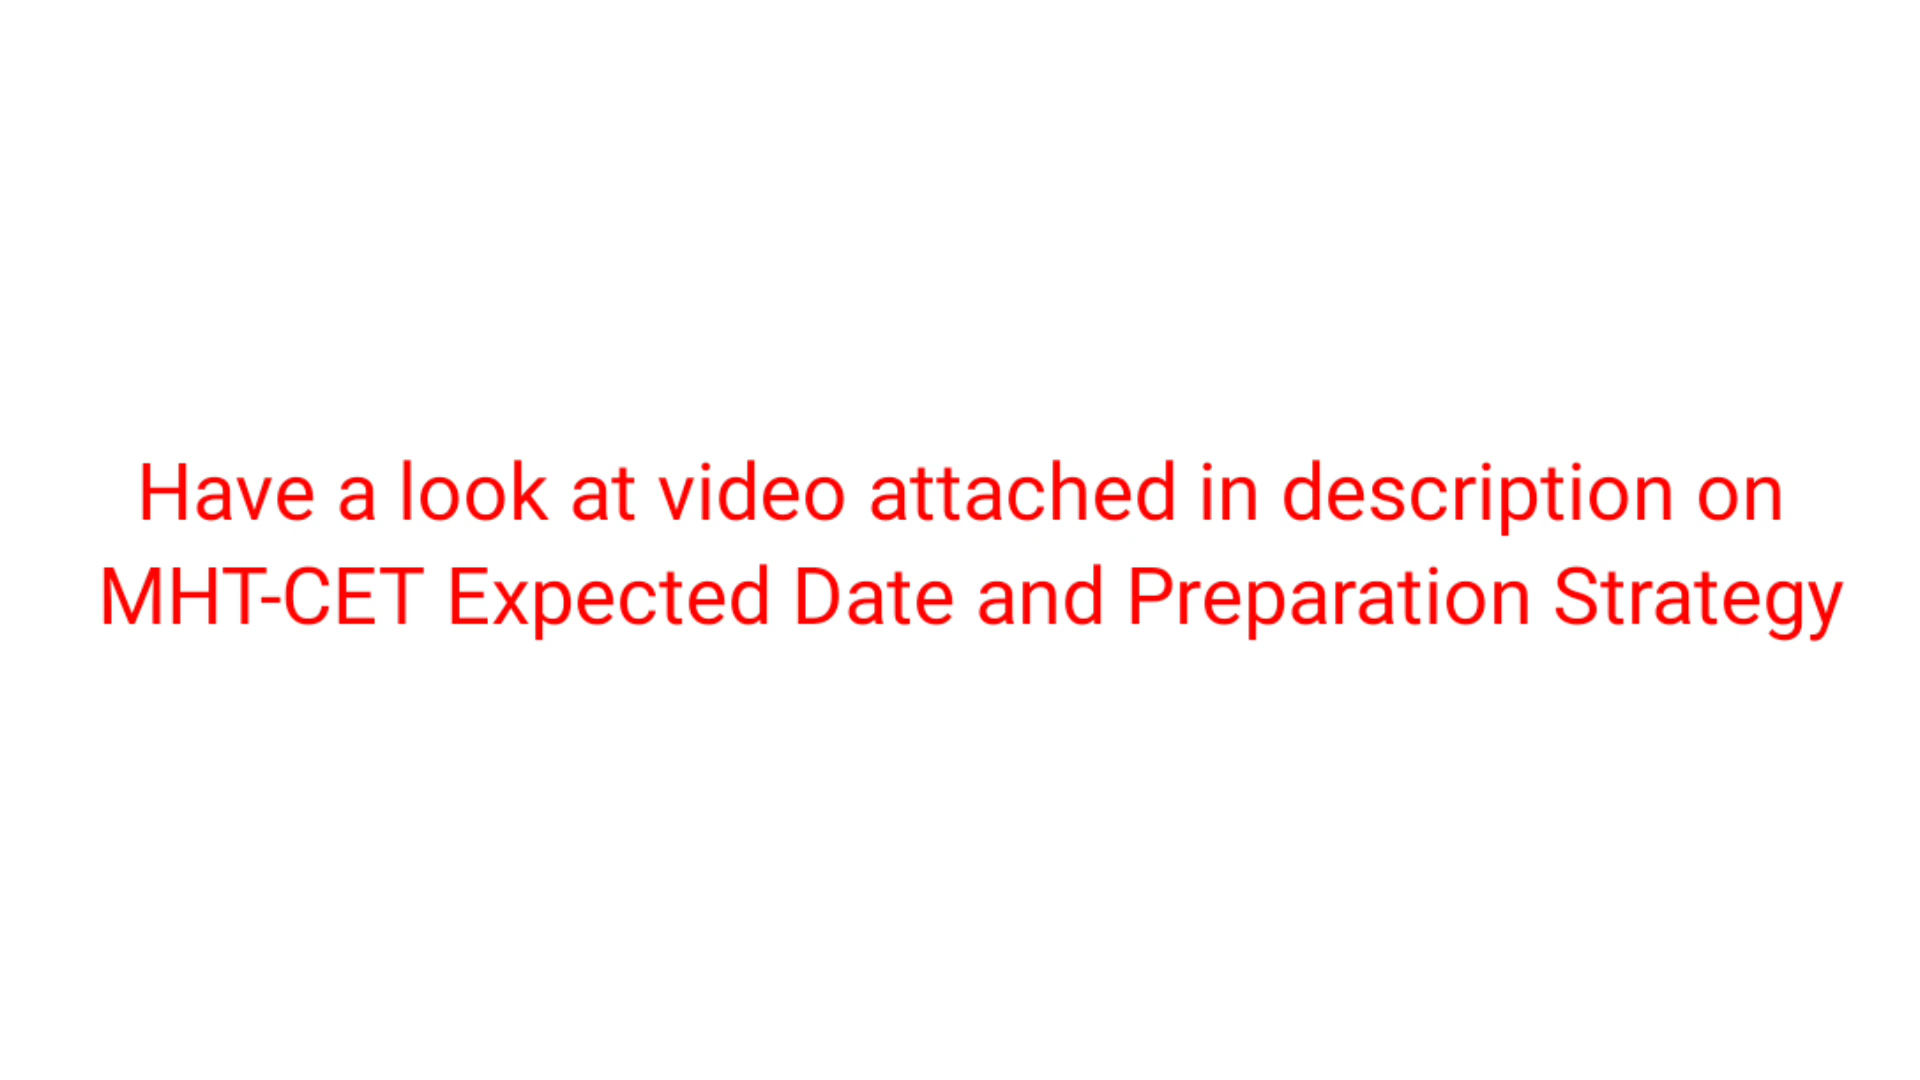 Have a look at video attached in description on
MHT-CET Expected Date and Preparation Strategy